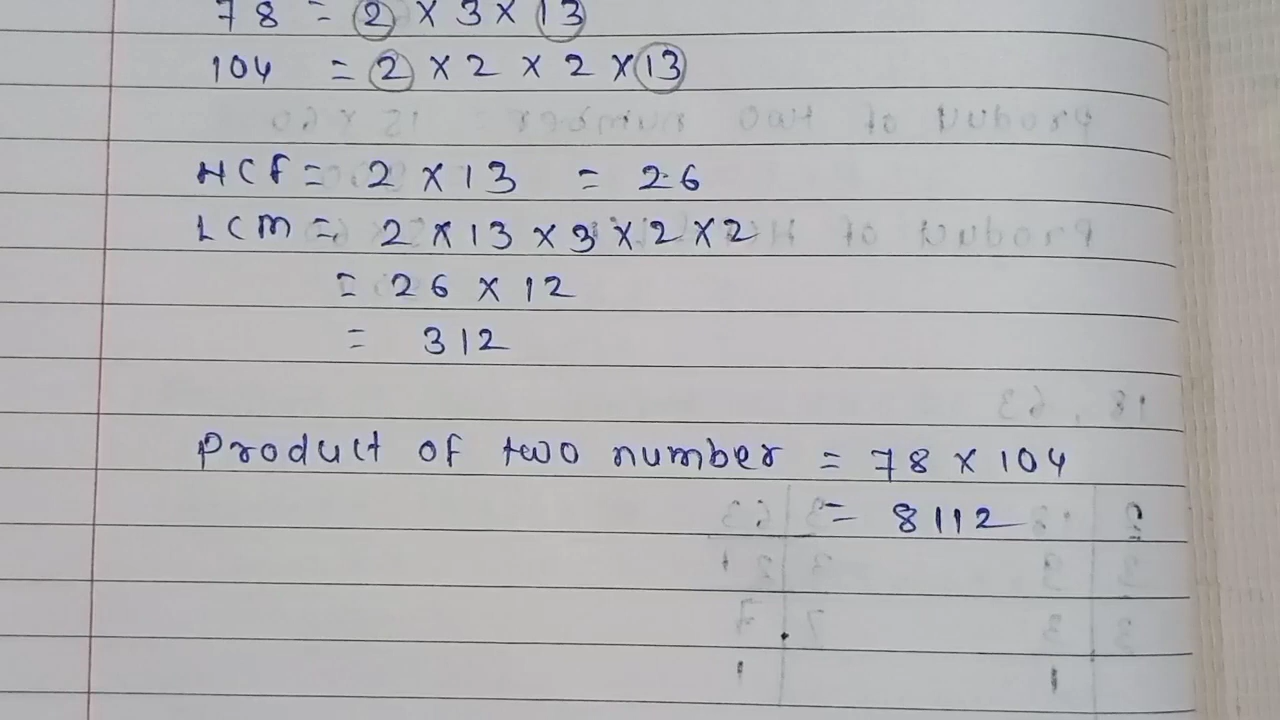 78 = 2 × 3 × 13
104 = 2 × 2 × 2 × 13
HCF = 2 × 13 = 26
LCM = 2 × 13 × 3 × 2 × 2
= 26 × 12
= 312
Product of two number = 78 × 104
= 8112